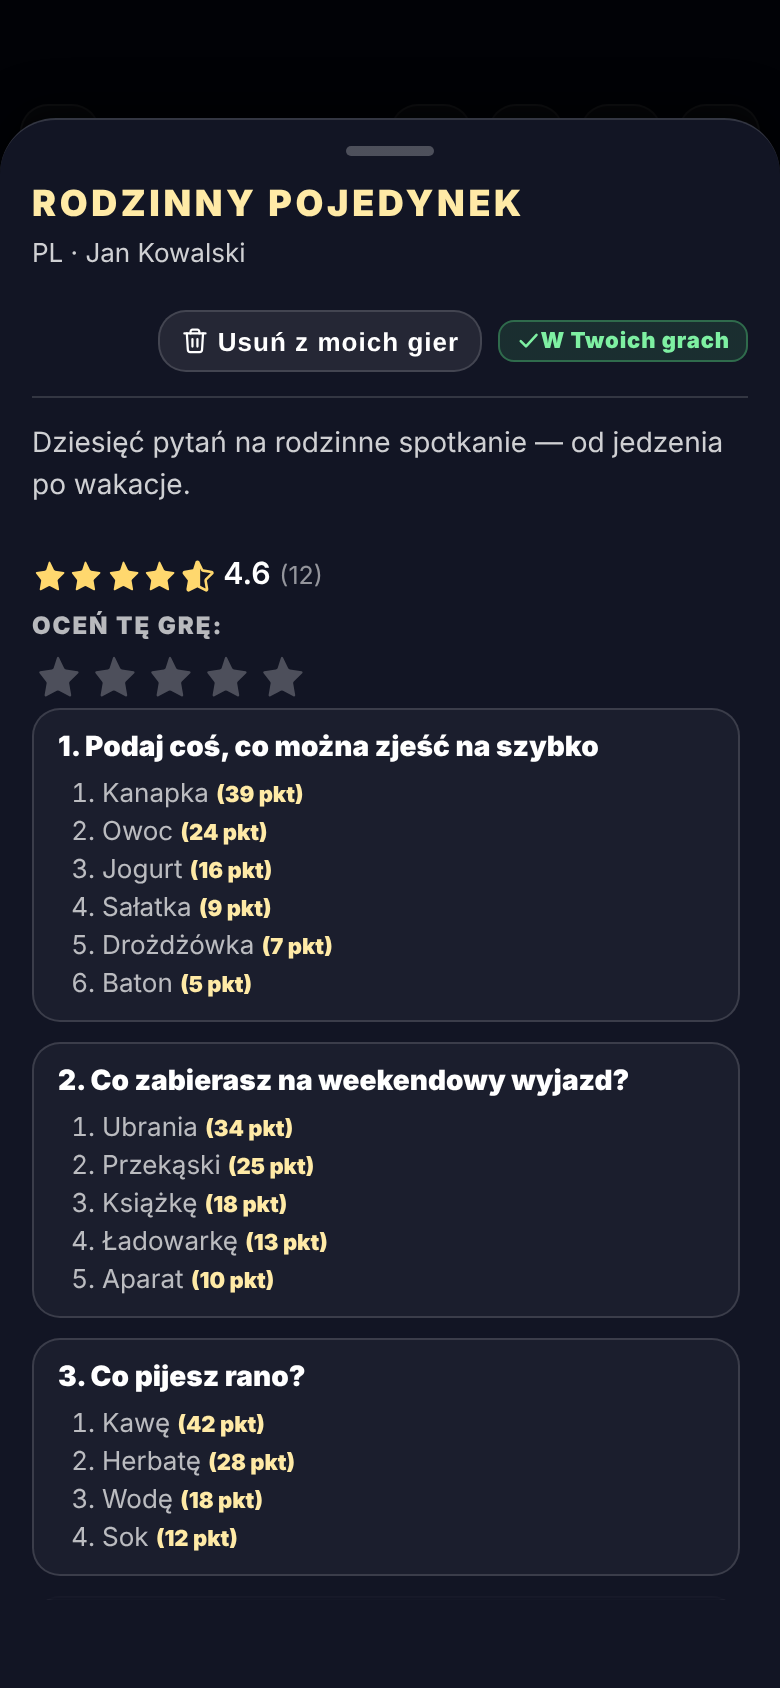 RODZINNY POJEDYNEK
PL · Jan Kowalski
Usuń z moich gier
W Twoich grach
Dziesięć pytań na rodzinne spotkanie — od jedzenia
po wakacje.
4.6 (12)
OCEŃ TĘ GRĘ:
1. Podaj coś, co można zjeść na szybko
1. Kanapka (39 pkt)
2. Owoc (24 pkt)
3. Jogurt (16 pkt)
4. Sałatka (9 pkt)
5. Drożdżówka (7 pkt)
6. Baton (5 pkt)
2. Co zabierasz na weekendowy wyjazd?
1. Ubrania (34 pkt)
2. Przekąski (25 pkt)
3. Książkę (18 pkt)
4. Ładowarkę (13 pkt)
5. Aparat (10 pkt)
3. Co pijesz rano?
1. Kawę (42 pkt)
2. Herbatę (28 pkt)
3. Wodę (18 pkt)
4. Sok (12 pkt)